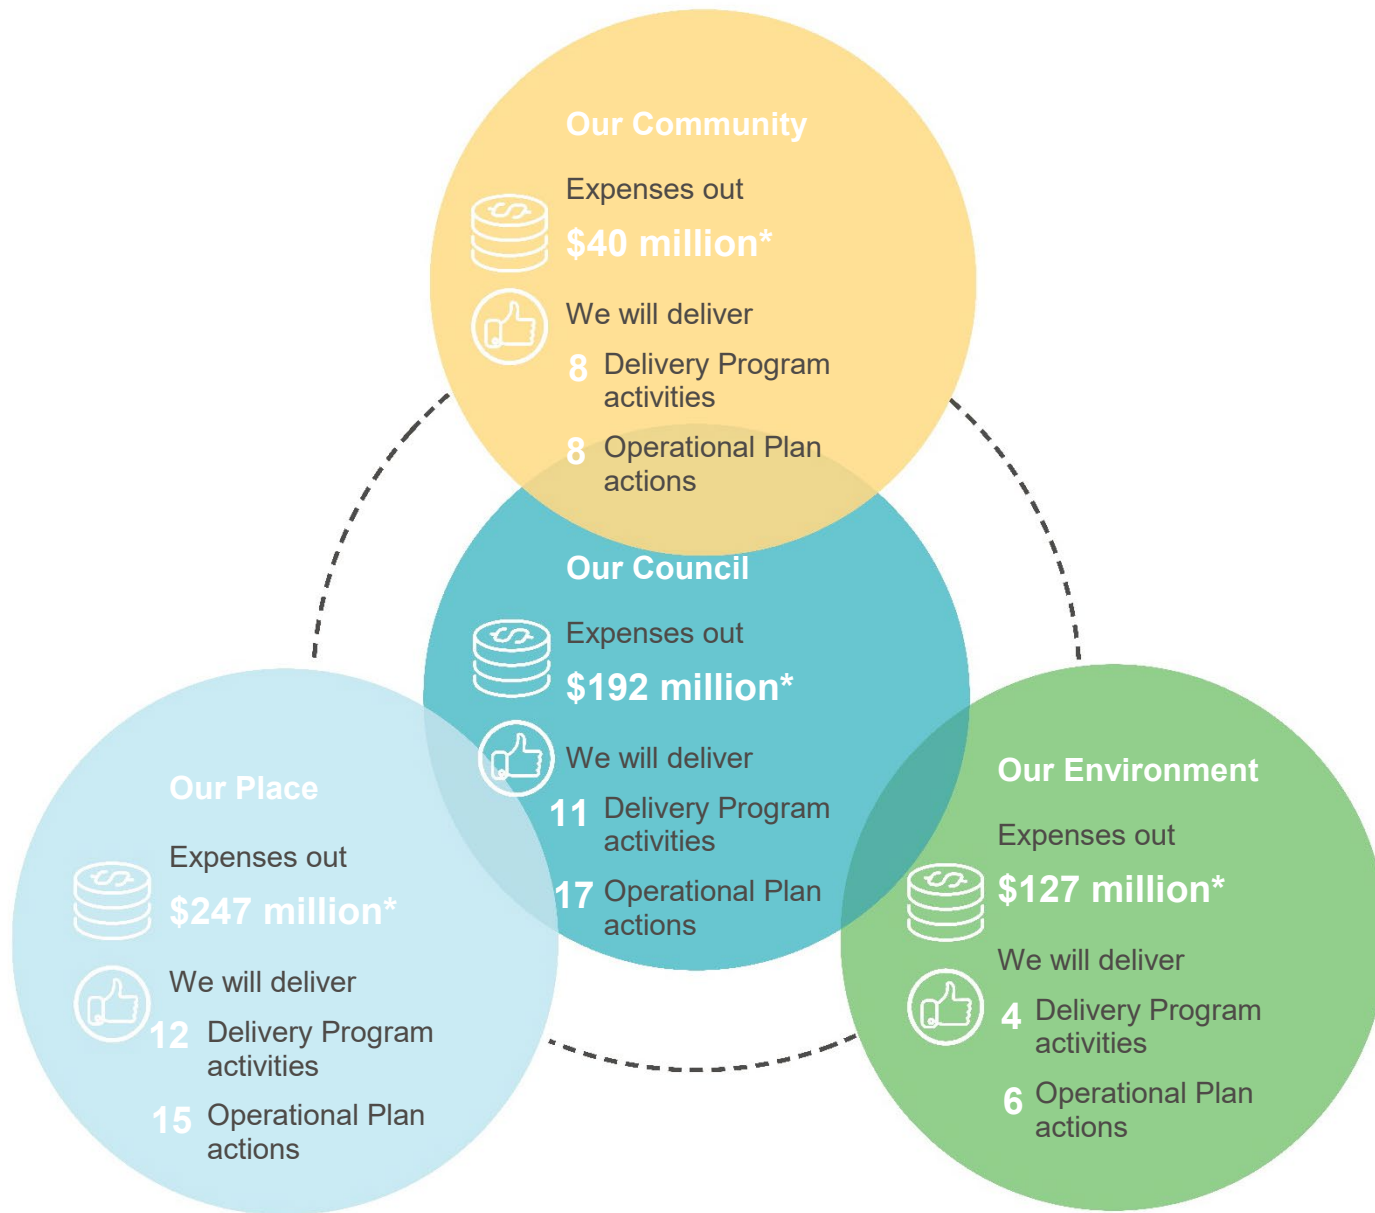 Our Community
Expenses out
$40 million*
We will deliver
8 Delivery Program
activities
8 Operational Plan
actions
Our Council
Expenses out
$192 million*
We will deliver
11 Delivery Program
activities
17 Operational Plan
actions
Our Place
Expenses out
$247 million*
We will deliver
12 Delivery Program
activities
15 Operational Plan
actions
Our Environment
Expenses out
$127 million*
We will deliver
4 Delivery Program
activities
6 Operational Plan
actions